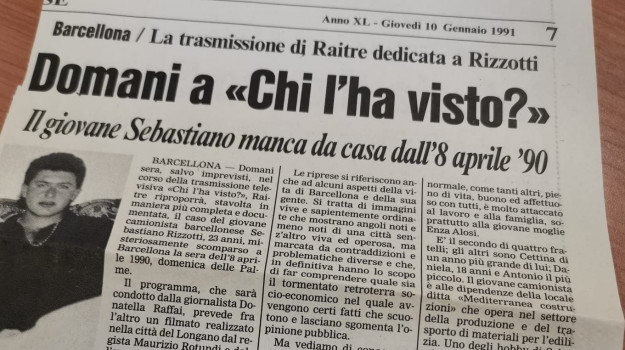 Anno XL - Giovedì 10 Gennaio 1991 7
Barcellona / La trasmissione di Raitre dedicata a Rizzotti
Domani a «Chi l'ha visto?»
Il giovane Sebastiano manca da casa dall'8 aprile '90
BARCELLONA — Domani
sera, salvo imprevisti, nel
corso della trasmissione tele-
visiva «Chi l'ha visto?», Rai-
tre riproporrà, stavolta in
maniera più completa e docu-
mentata, il caso del giovane
camionista barcellonese Se-
bastiano Rizzotti, 23 anni, mi-
steriosamente scomparso a
Barcellona la sera dell'8 apri-
le 1990, domenica delle Pal-
me.
Il programma, che sarà
condotto dalla giornalista Do-
natella Raffai, prevede fra
l'altro un filmato realizzato
nella città del Longano dal re-
gista Maurizio Rotundi e dal
Le riprese si riferiscono an-
che ad alcuni aspetti della vi-
ta di Barcellona e della sua
gente. Si tratta di immagini
vive e sapientemente ordina-
te che mostrano angoli noti e
meno noti di una città sen-
z'altro viva ed operosa, ma
marcata da contraddizioni e
problematiche diverse e che,
in definitiva hanno lo scopo
di far comprendere quale sia
il tormentato retroterra so-
cio-economico nel quale av-
vengono certi fatti che scuo-
tono e lasciano sgomenta l'o-
pinione pubblica.
Ma vediamo di conos-
normale, come tanti altri, pie-
no di vita, buono ed affettuo-
so con tutti, è molto attaccato
al lavoro e alla famiglia, so-
prattutto alla giovane moglie
Enza Alosi.
E' il secondo di quattro fra-
telli; gli altri sono Cettina di
un anno più grande di lui; Da-
niela, 18 anni e Antonio il più
piccolo. Il giovane camionista
è alle dipendenze della locale
ditta «Mediterranea costru-
zioni» che opera nel settore
della produzione e del tra-
sporto di materiali per l'edili-
zia. Uno degli hobby di Se-